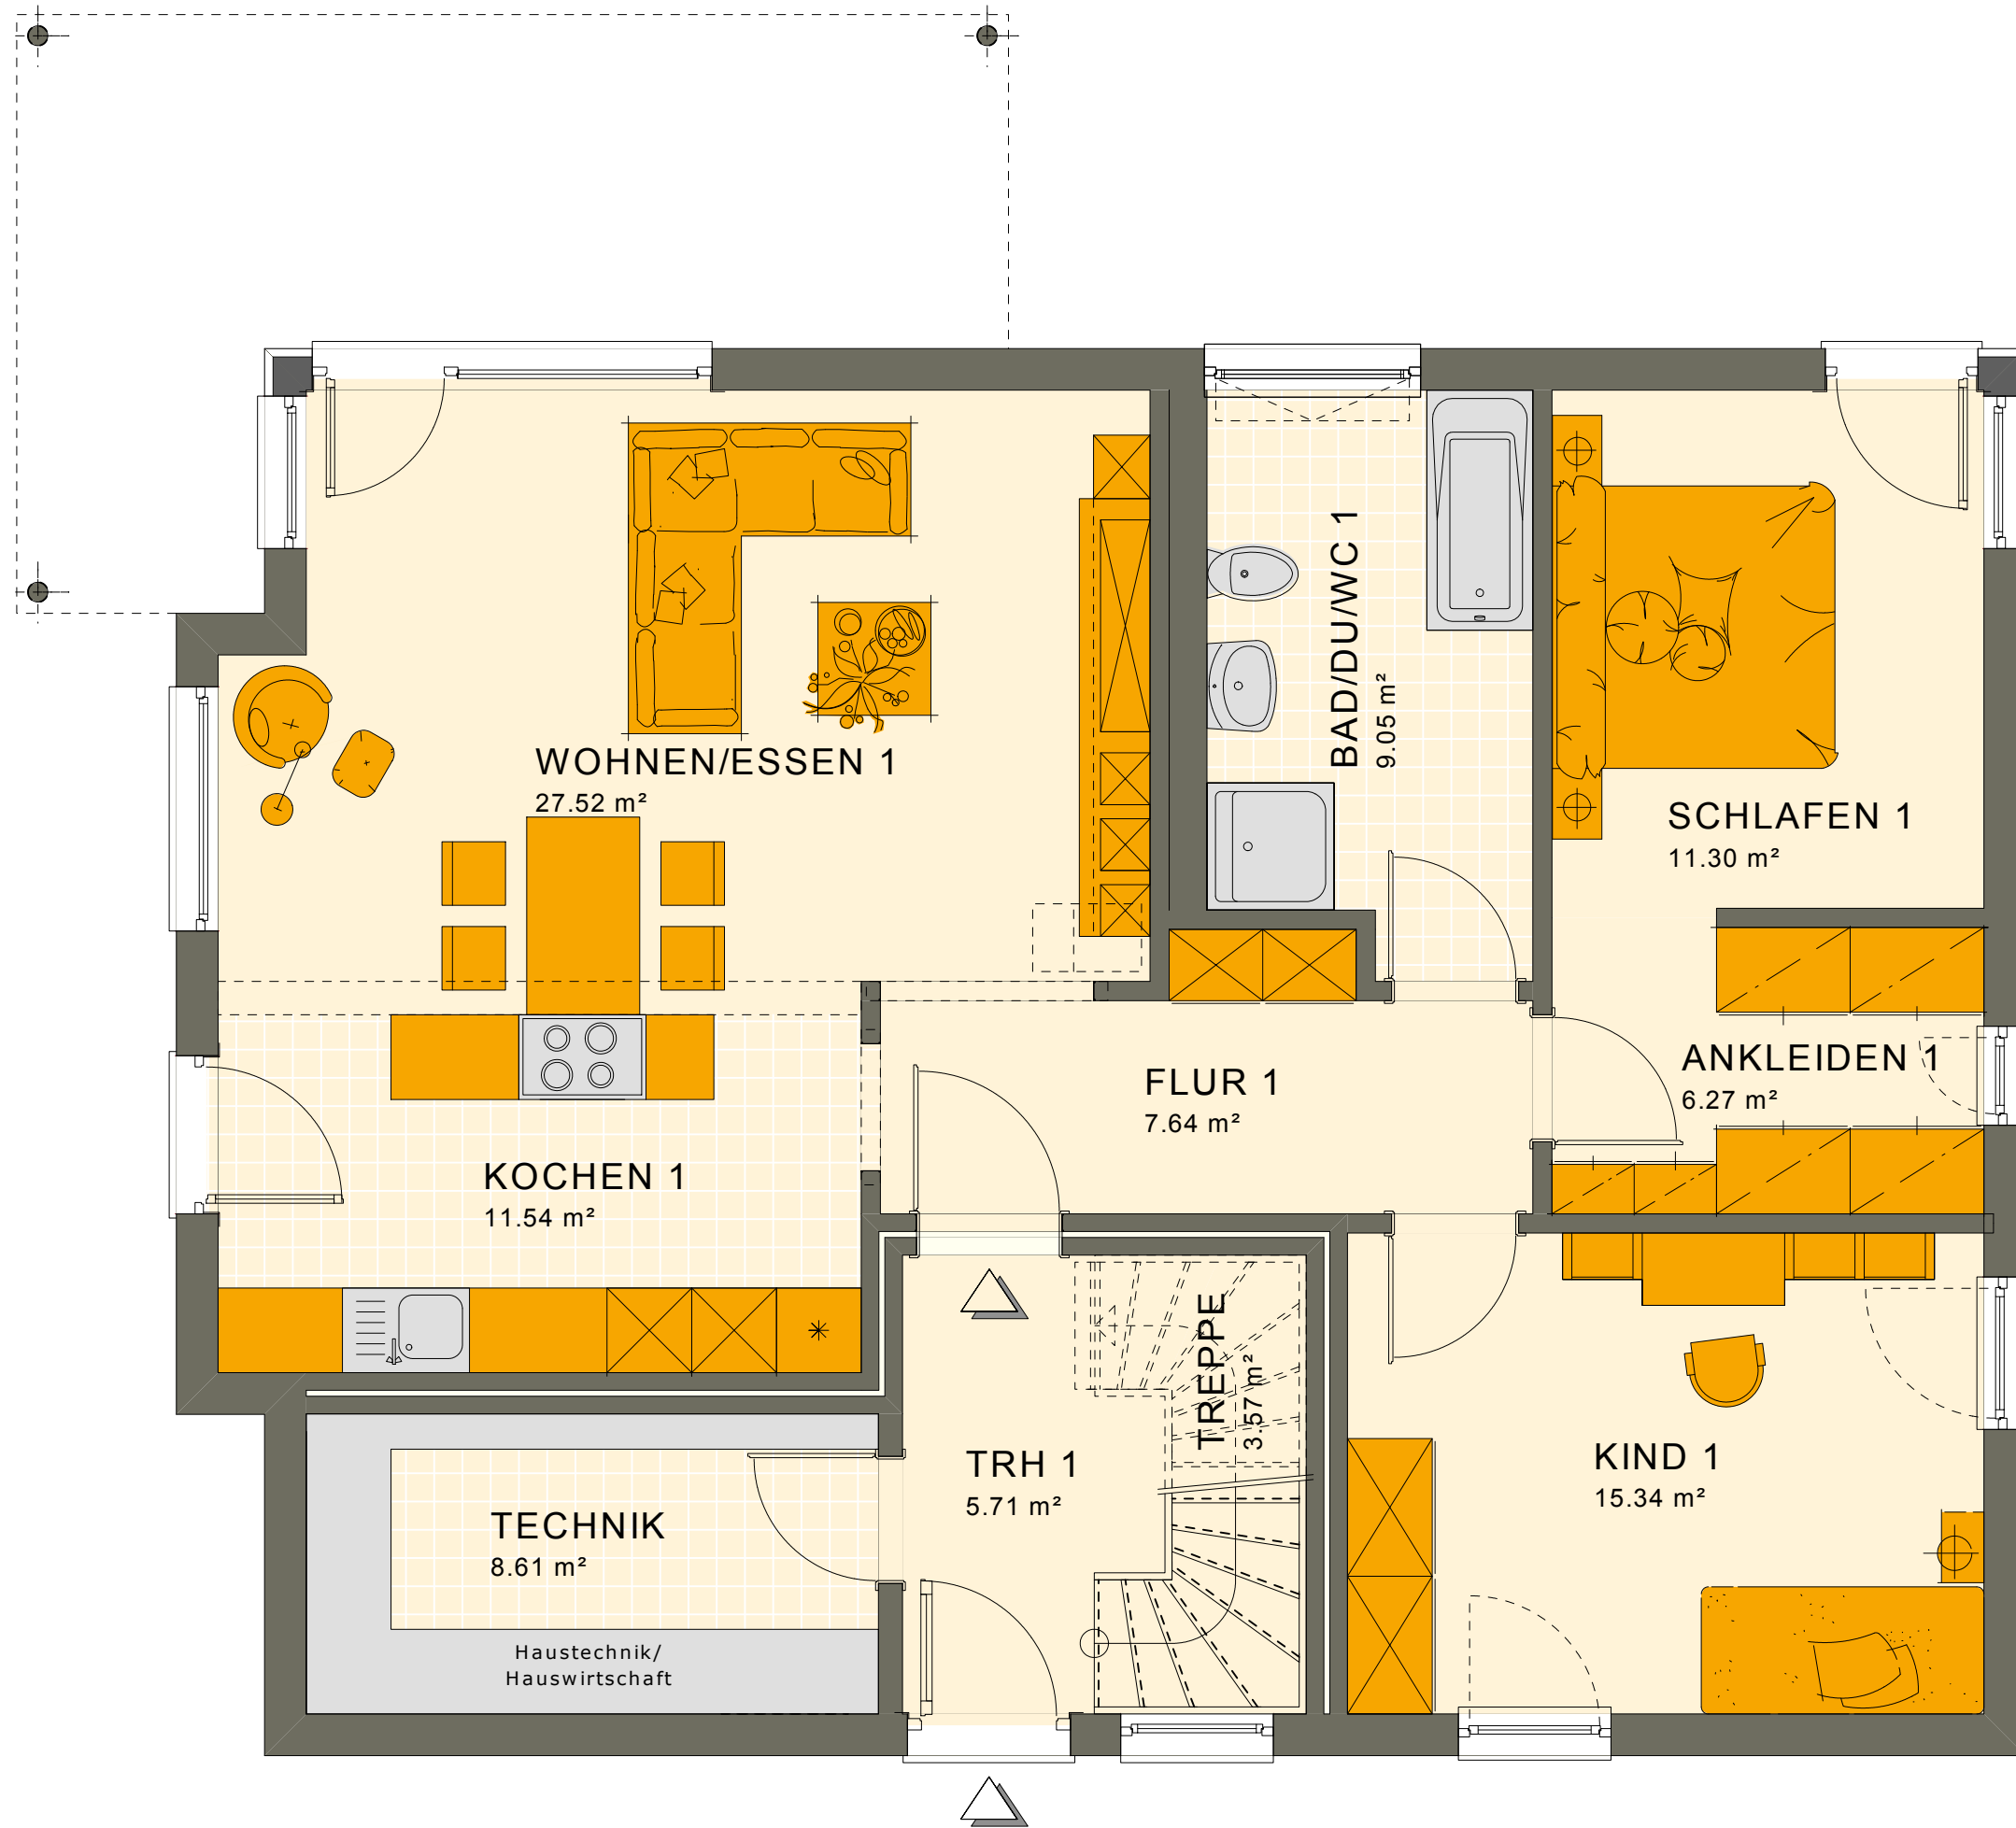 WOHNEN/ESSEN 1
27.52 m²
BAD/DU/WC 1
9.05 m²
SCHLAFEN 1
11.30 m²
ANKLEIDEN 1
6.27 m²
FLUR 1
7.64 m²
KOCHEN 1
11.54 m²
TREPPE
3.57 m²
TRH 1
5.71 m²
KIND 1
15.34 m²
TECHNIK
8.61 m²
Haustechnik/
Hauswirtschaft